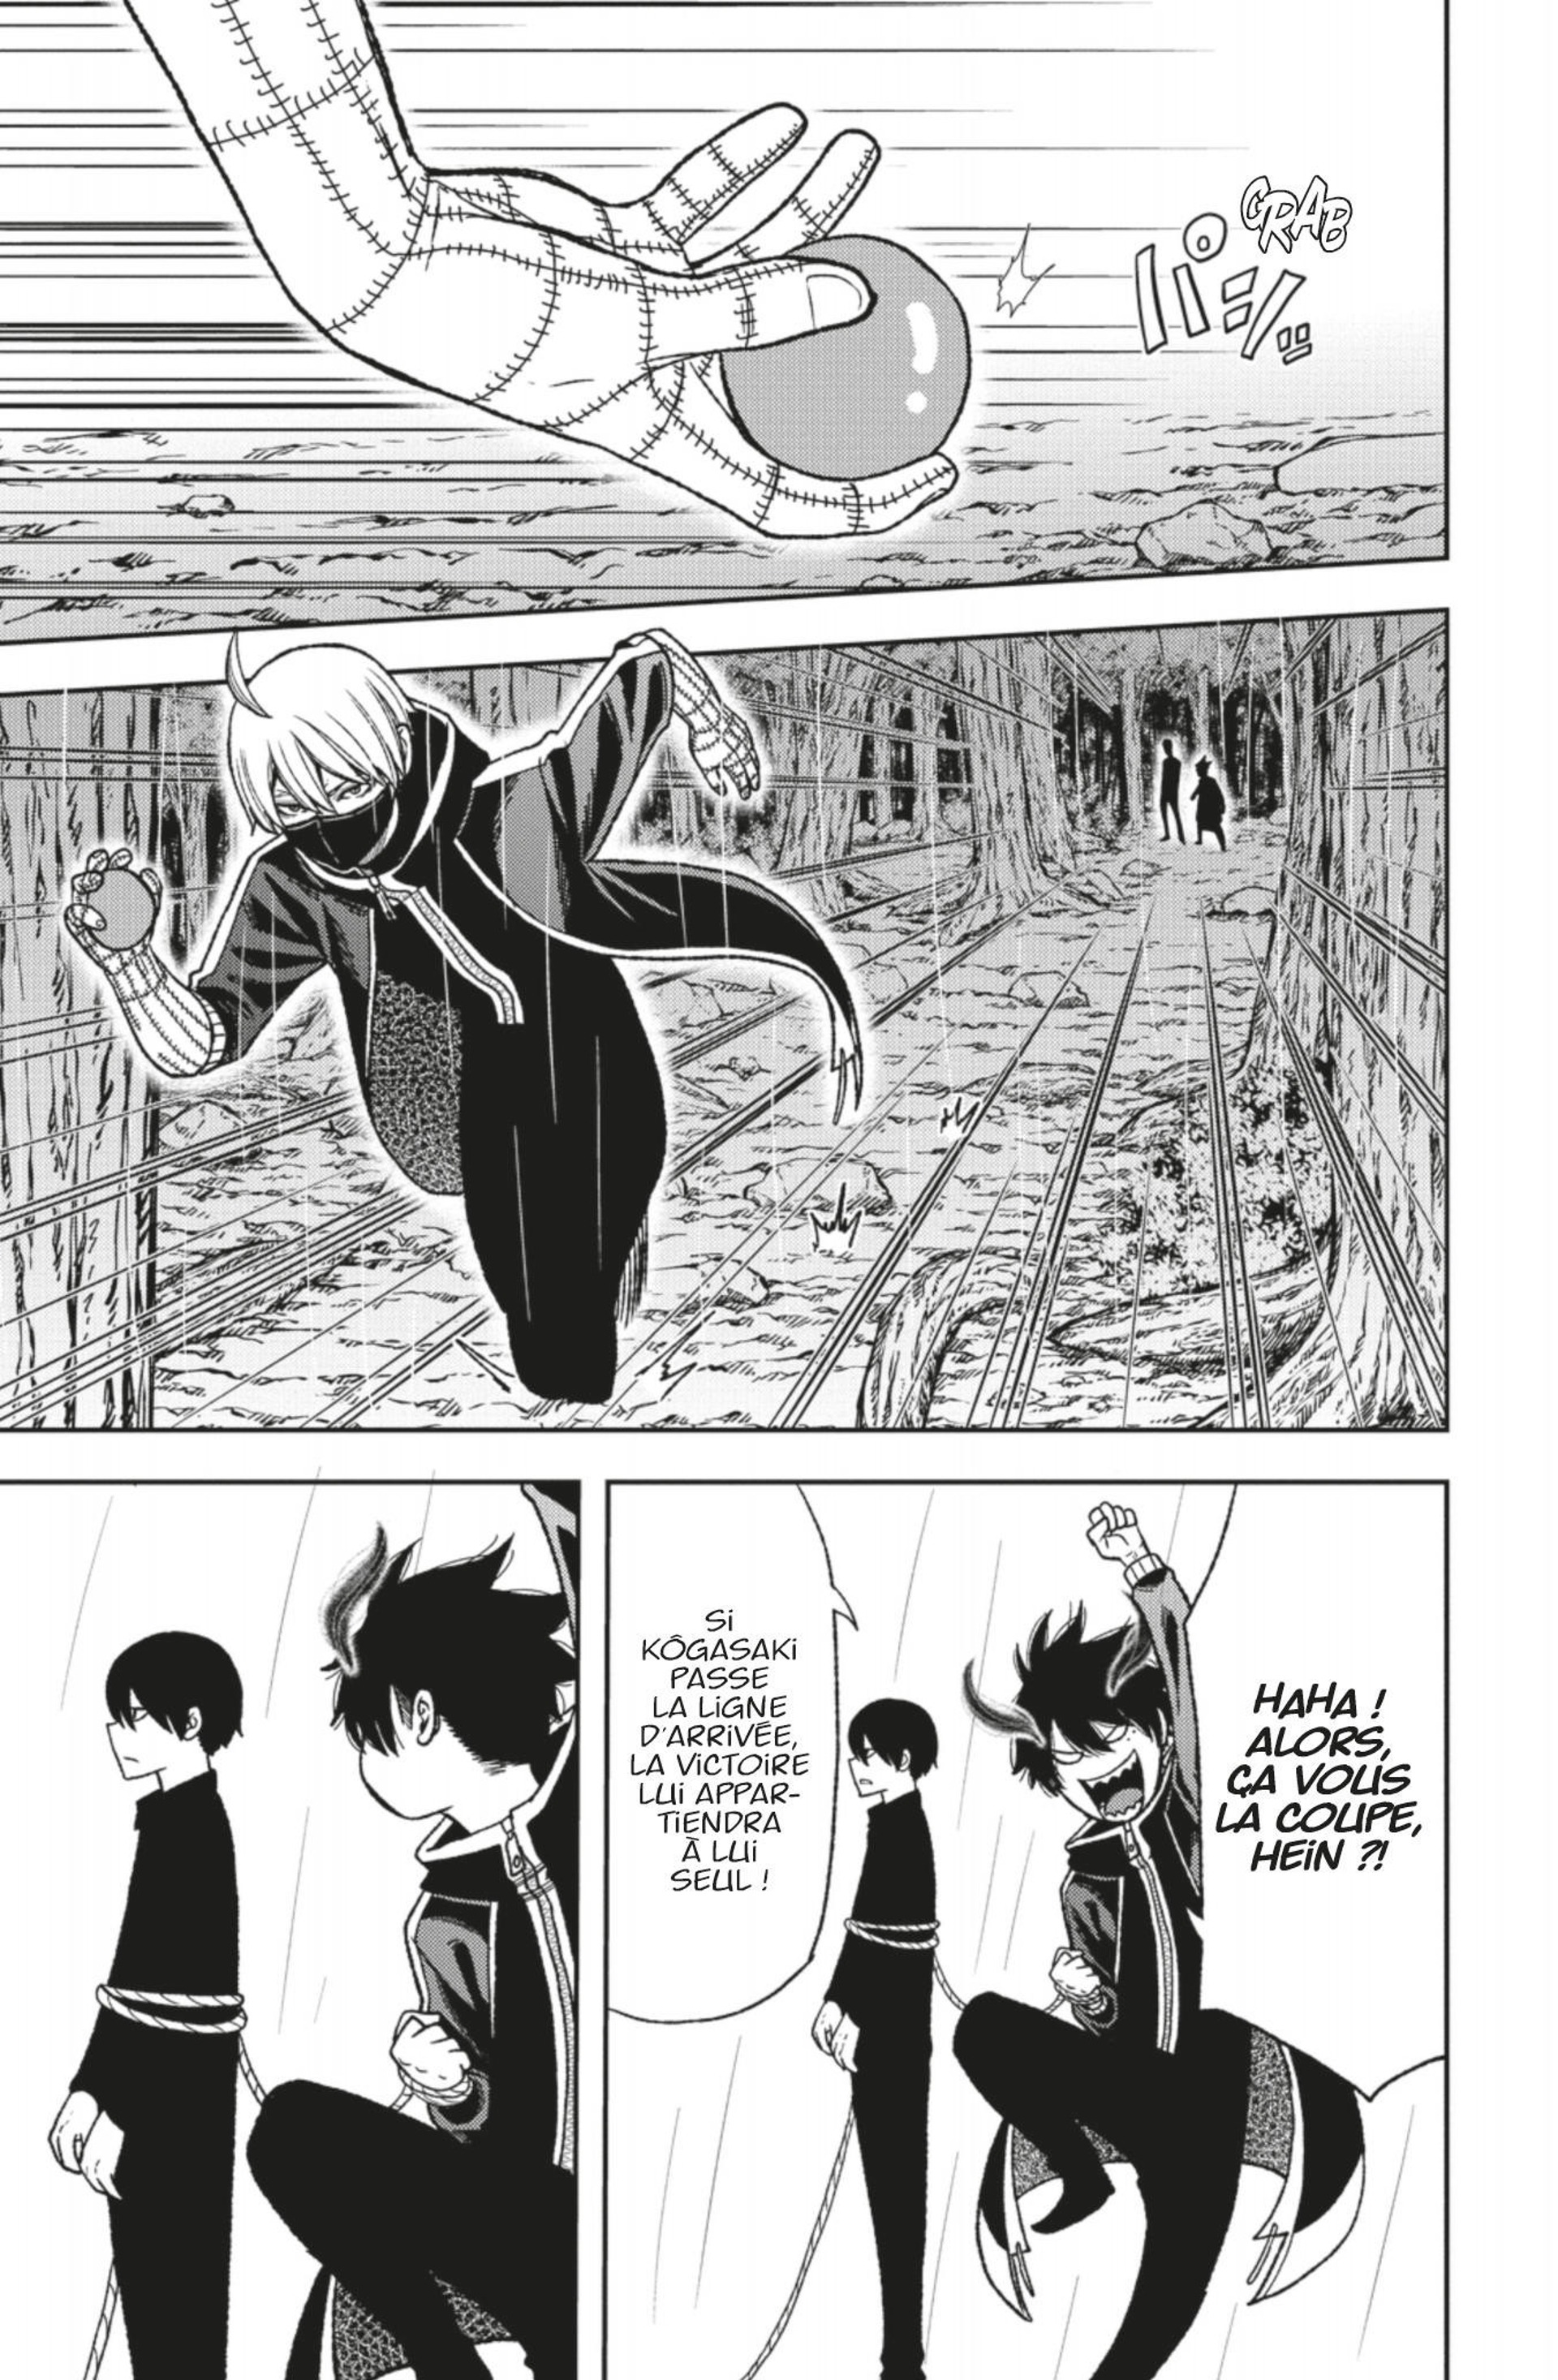 GRAB
パシッ
HAHA !
ALORS,
ÇA VOUS
LA COUPE,
HEIN ?!
SI
KÔGASAKI
PASSE
LA LIGNE
D'ARRIVÉE,
LA VICTOIRE
LUI APPAR-
TIENDRA
À LUI
SEUL !